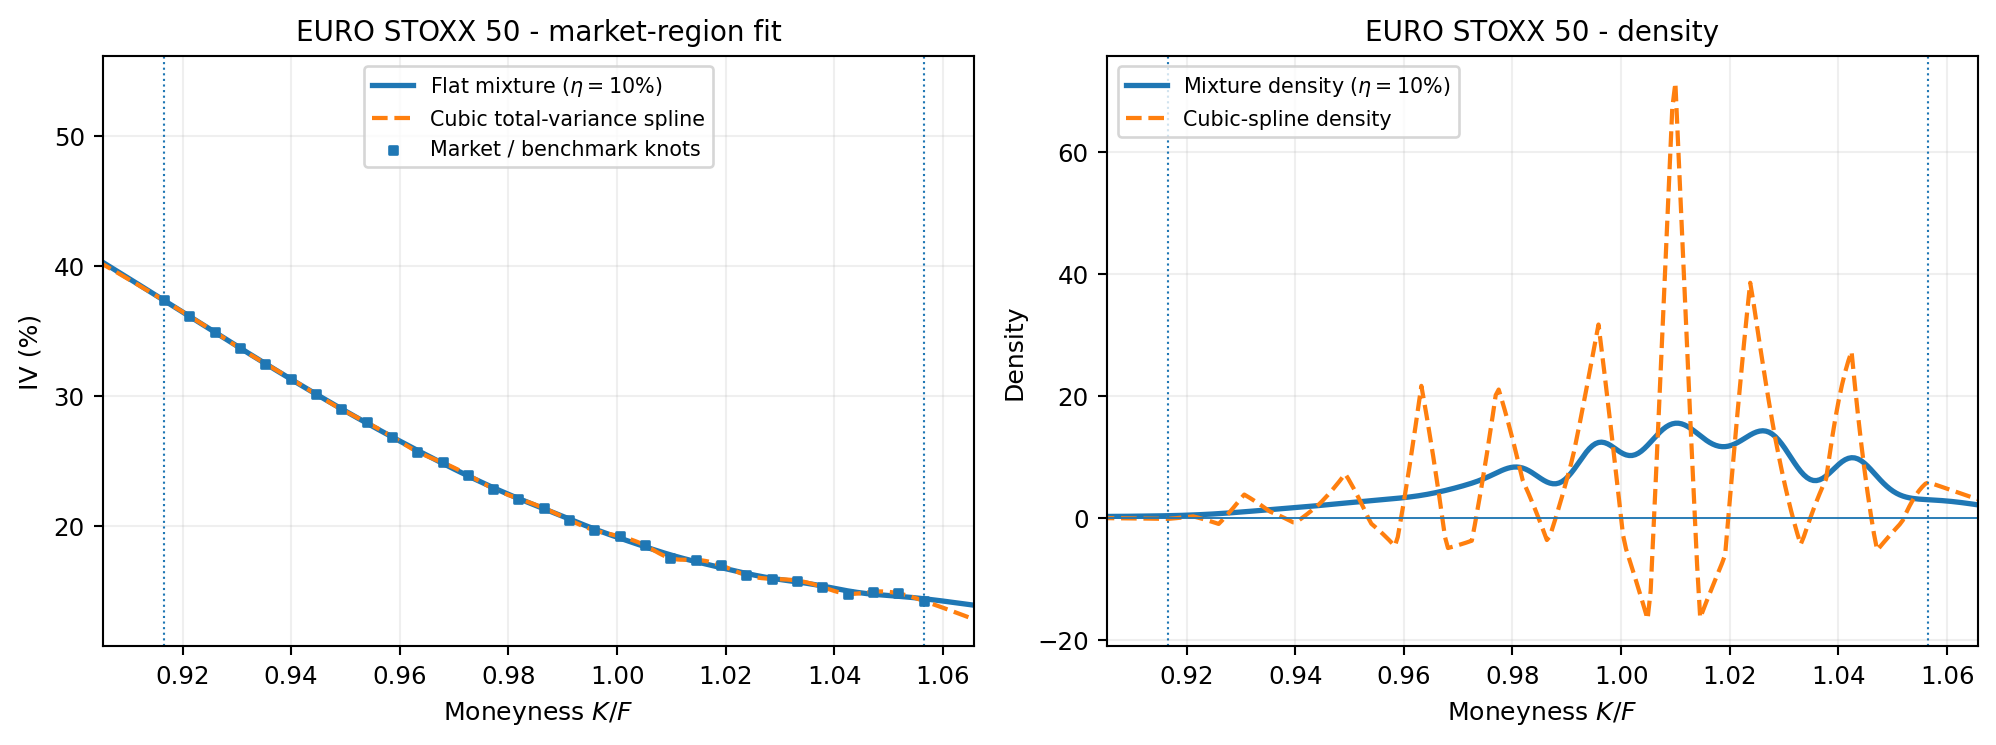 EURO STOXX 50 - market-region fit
Flat mixture (η = 10%)
Cubic total-variance spline
Market / benchmark knots
IV (%)
50
40
30
20
0.92 0.94 0.96 0.98 1.00 1.02 1.04 1.06
Moneyness K/F
EURO STOXX 50 - density
Mixture density (η = 10%)
Cubic-spline density
Density
60
40
20
0
−20
0.92 0.94 0.96 0.98 1.00 1.02 1.04 1.06
Moneyness K/F